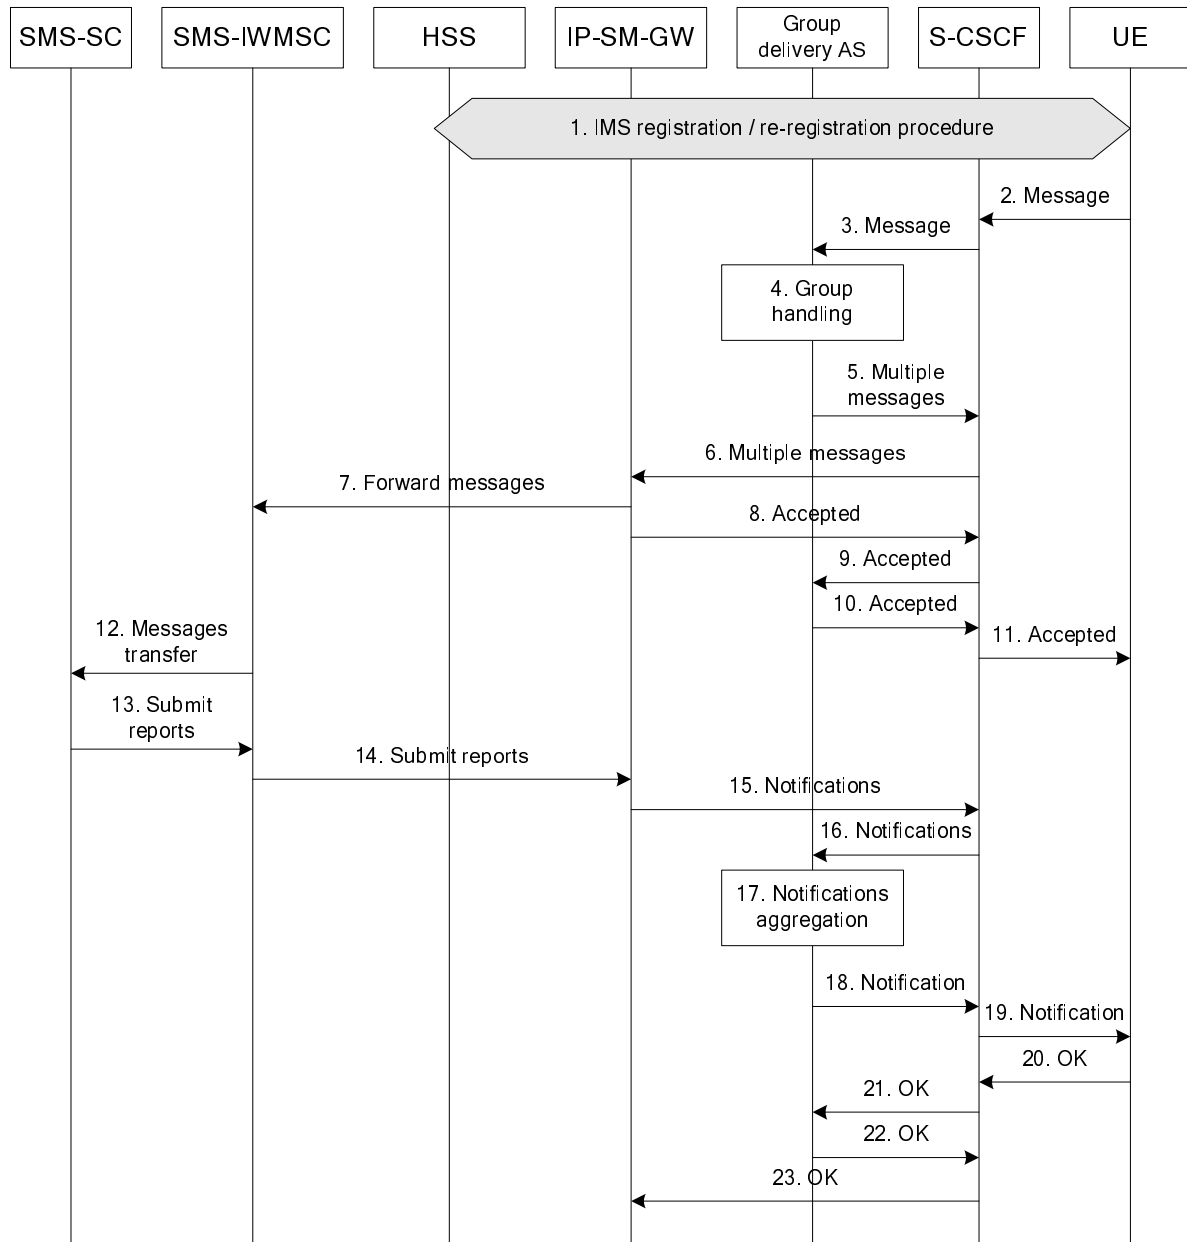 SMS-SC
SMS-IWMSC
HSS
IP-SM-GW
Group
delivery AS
S-CSCF
UE
1. IMS registration / re-registration procedure
2. Message
3. Message
4. Group
handling
5. Multiple
messages
6. Multiple messages
7. Forward messages
8. Accepted
9. Accepted
10. Accepted
11. Accepted
12. Messages
transfer
13. Submit
reports
14. Submit reports
15. Notifications
16. Notifications
17. Notifications
aggregation
18. Notification
19. Notification
20. OK
21. OK
22. OK
23. OK